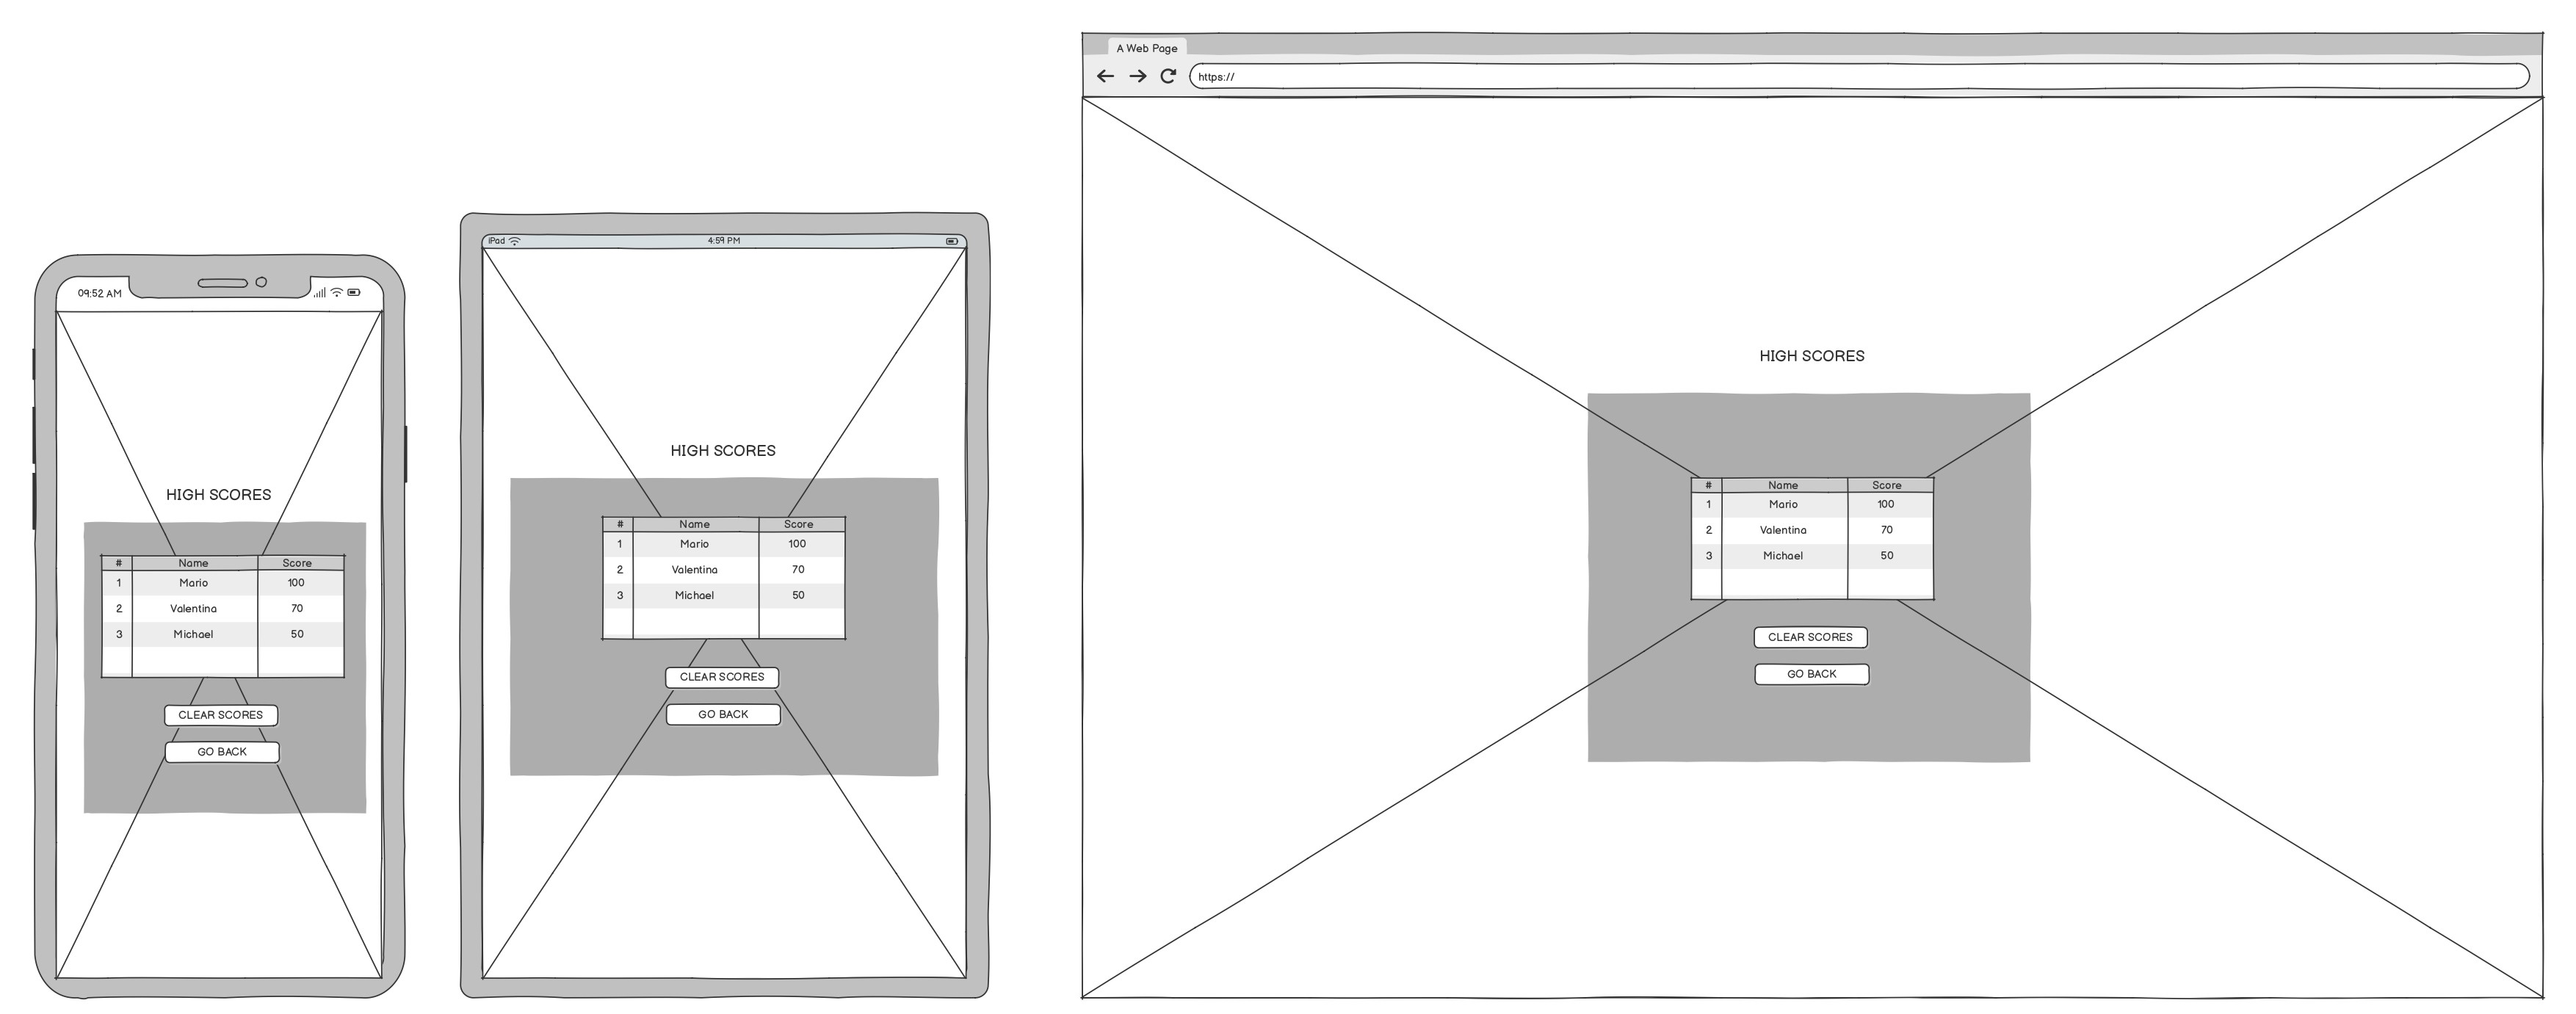 09:52 AM
HIGH SCORES
# Name Score
1 Mario 100
2 Valentina 70
3 Michael 50
CLEAR SCORES
GO BACK
iPad 4:59 PM
HIGH SCORES
# Name Score
1 Mario 100
2 Valentina 70
3 Michael 50
CLEAR SCORES
GO BACK
A Web Page
https://
HIGH SCORES
# Name Score
1 Mario 100
2 Valentina 70
3 Michael 50
CLEAR SCORES
GO BACK